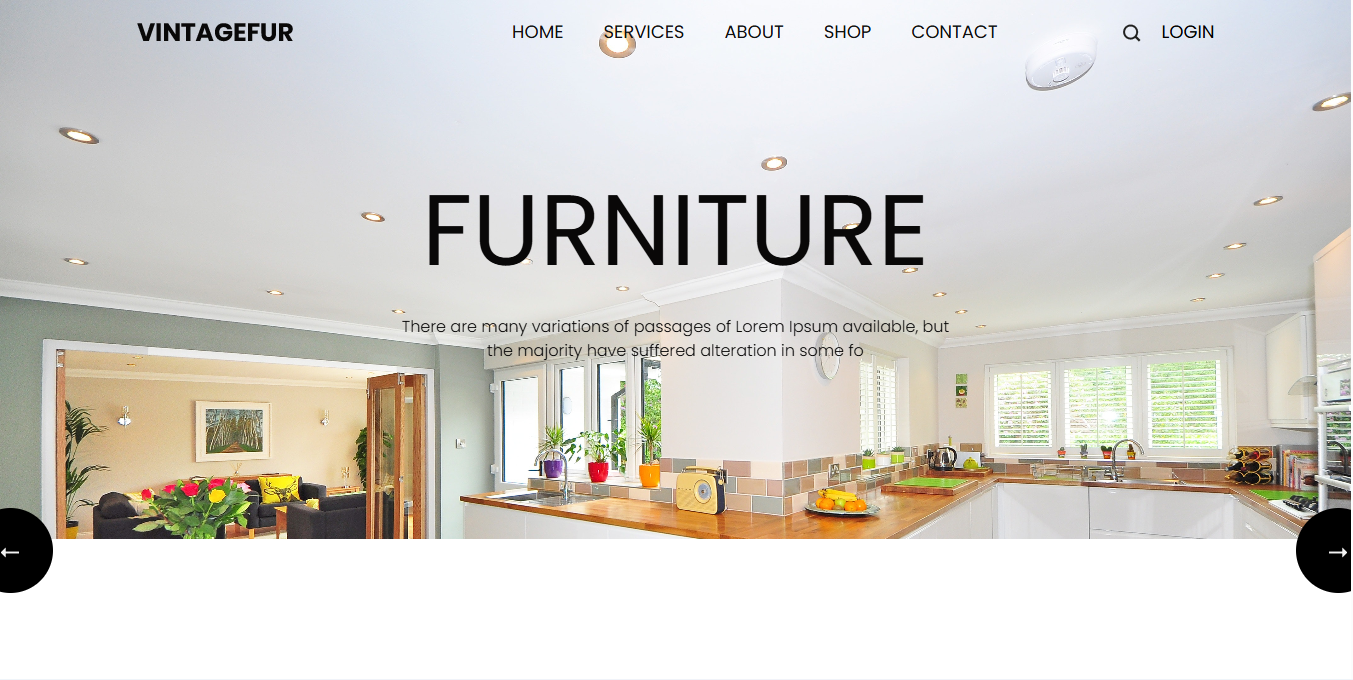 VINTAGEFUR
HOME SERVICES ABOUT SHOP CONTACT LOGIN
FURNITURE
There are many variations of passages of Lorem Ipsum available, but
the majority have suffered alteration in some fo